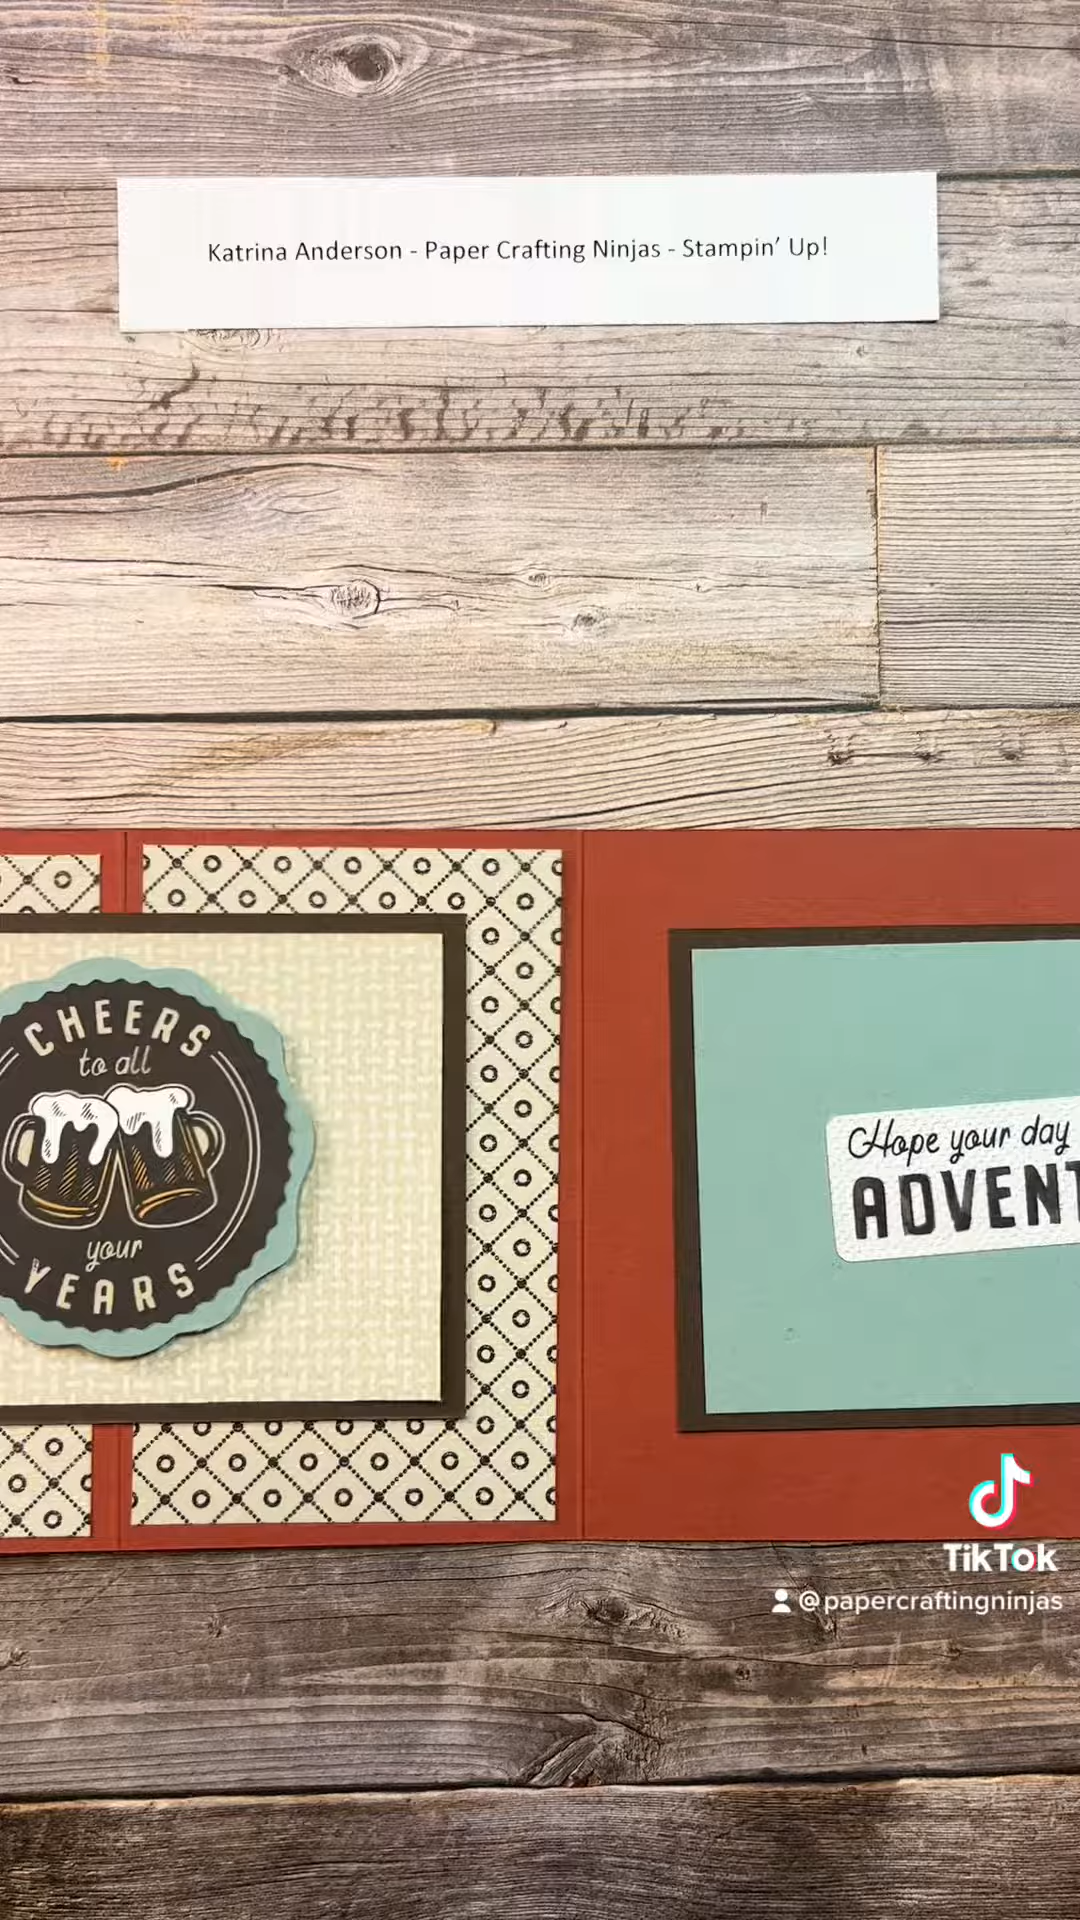 Katrina Anderson - Paper Crafting Ninjas - Stampin' Up!
CHEERS
to all
your
YEARS
Hope your day
ADVENT
TikTok
@papercraftingninjas